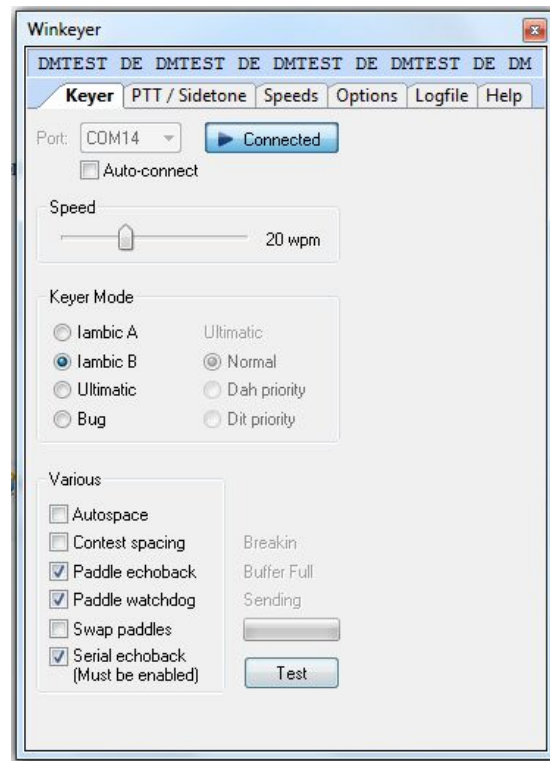 Winkeyer
DMTEST DE DMTEST DE DMTEST DE DMTEST DE DM
Keyer PTT / Sidetone Speeds Options Logfile Help
Port: COM14 Connected
Auto-connect
Speed
20 wpm
Keyer Mode
Iambic A Ultimatic
Iambic B Normal
Ultimatic Dah priority
Bug Dit priority
Various
Autospace
Contest spacing Breakin
Paddle echoback Buffer Full
Paddle watchdog Sending
Swap paddles
Serial echoback
(Must be enabled) Test